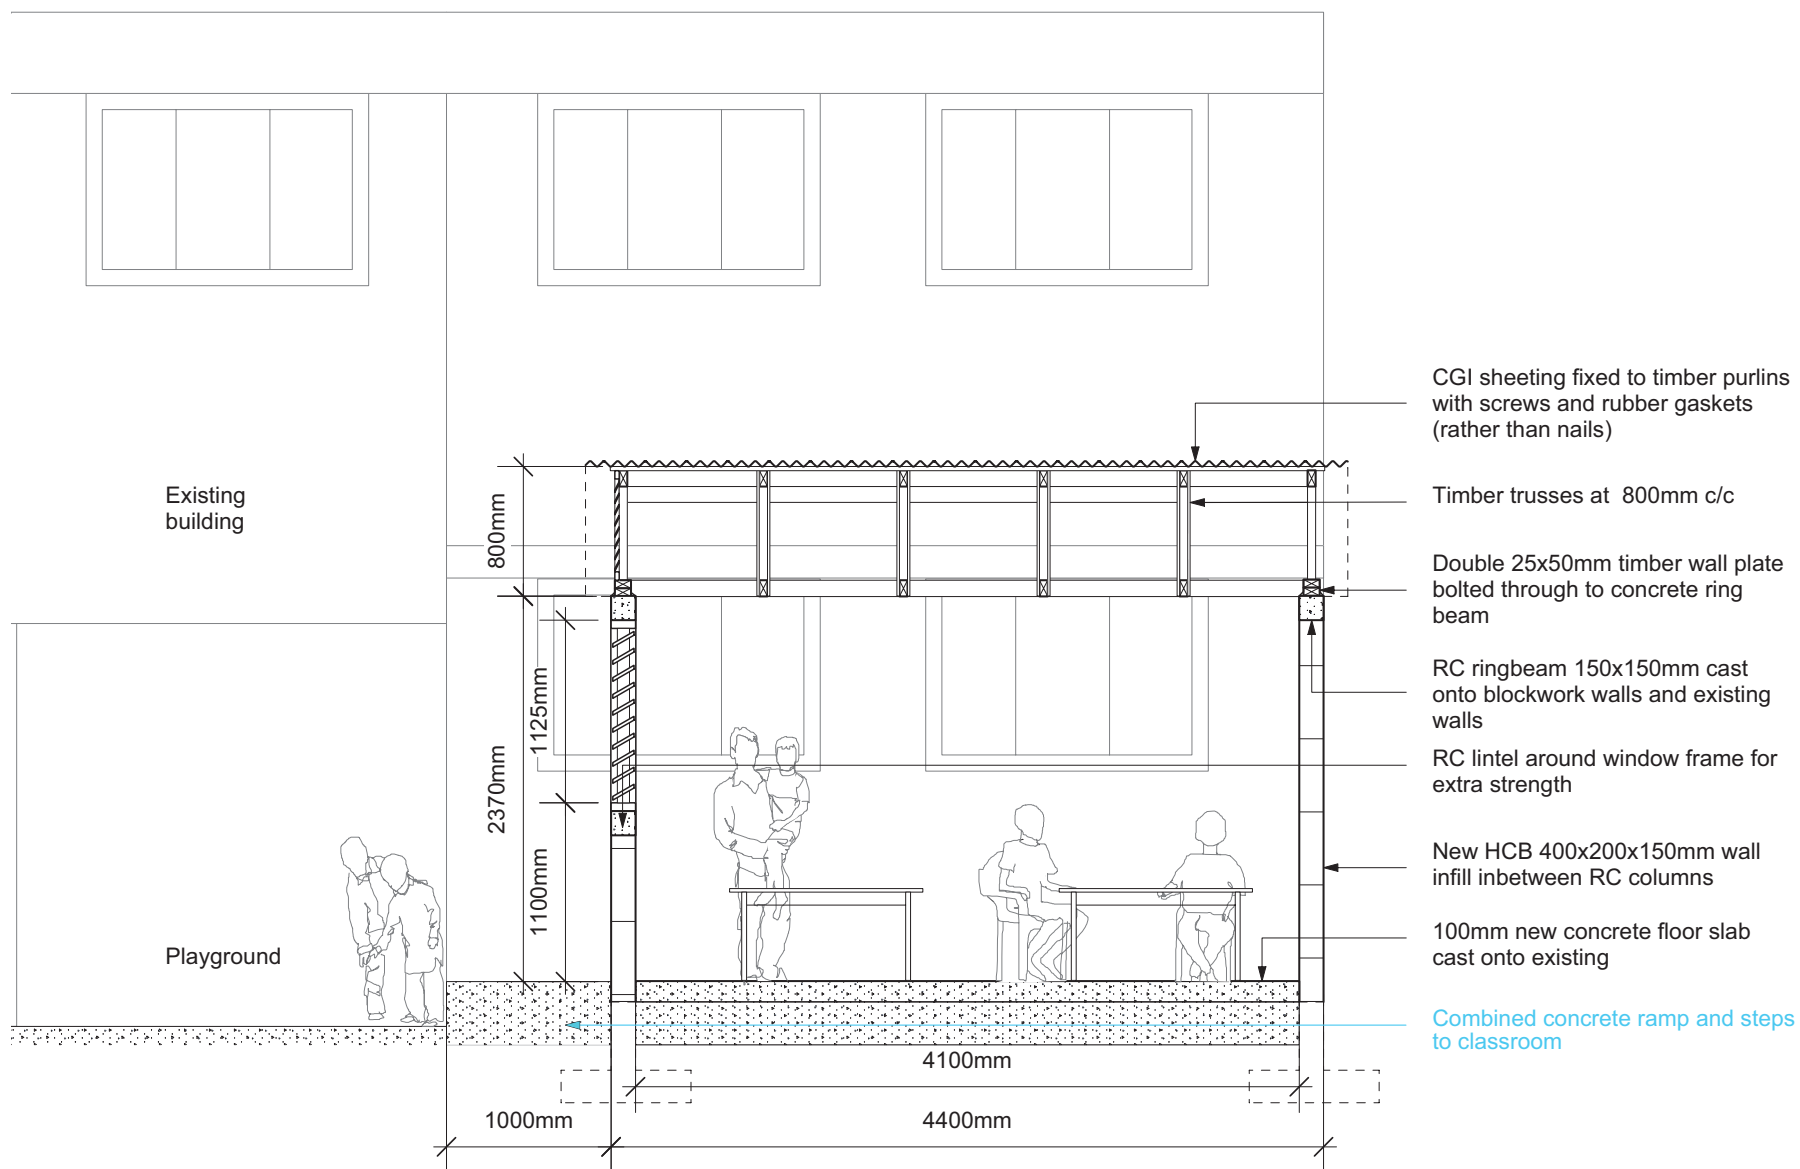 CGI sheeting fixed to timber purlins
with screws and rubber gaskets
(rather than nails)
Existing
building
800mm
Timber trusses at  800mm c/c
Double 25x50mm timber wall plate
bolted through to concrete ring
beam
RC ringbeam 150x150mm cast
onto blockwork walls and existing
walls
1125mm
2370mm
RC lintel around window frame for
extra strength
New HCB 400x200x150mm wall
infill inbetween RC columns
1100mm
Playground
100mm new concrete floor slab
cast onto existing
Combined concrete ramp and steps
to classroom
4100mm
1000mm
4400mm